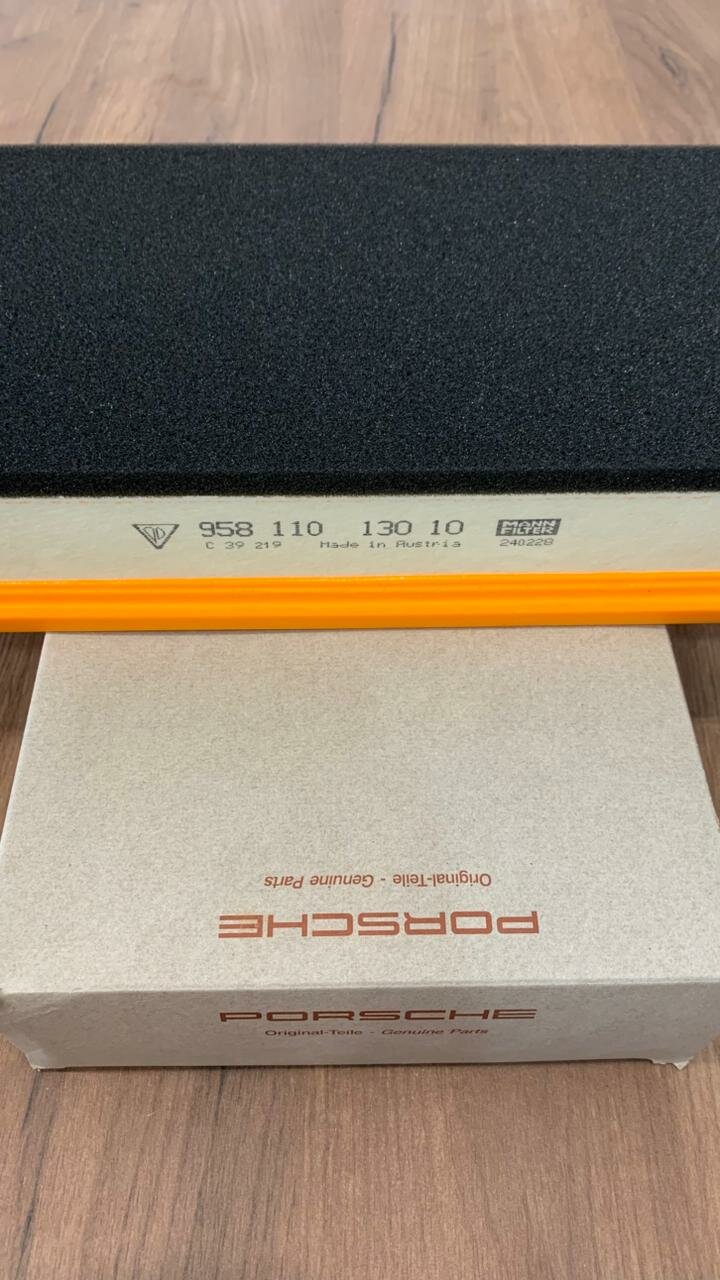 958 110 130 10
MANN FILTER
C 39 219 Made in Austria
240228
Original-Teile - Genuine Parts
PORSCHE
PORSCHE
Original-Teile - Genuine Parts